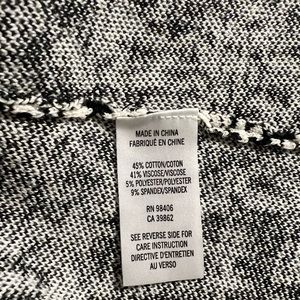 MADE IN CHINA
FABRIQUÉ EN CHINE
45% COTTON/COTON
41% VISCOSE/VISCOSE
5% POLYESTER/POLYESTER
9% SPANDEX/SPANDEX
RN 98406
CA 39862
SEE REVERSE SIDE FOR
CARE INSTRUCTION
DIRECTIVE D'ENTRETIEN
AU VERSO